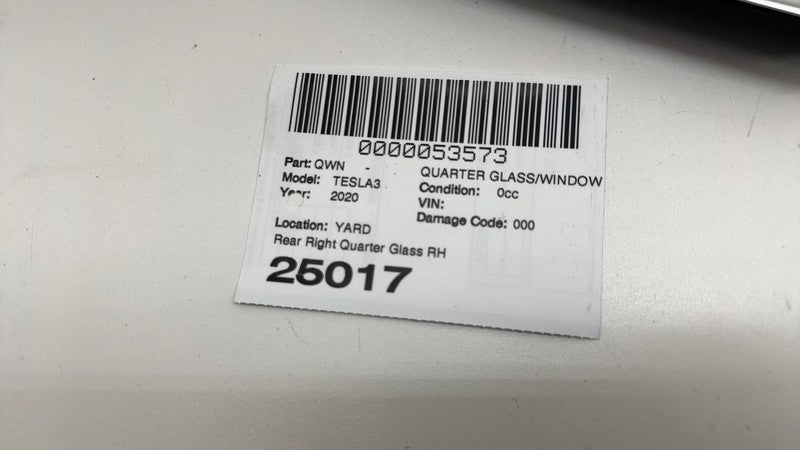 0000053573
Part: QWN - QUARTER GLASS/WINDOW
Model: TESLA3 Condition: 0cc
Year: 2020 VIN:
Damage Code: 000
Location: YARD
Rear Right Quarter Glass RH
25017